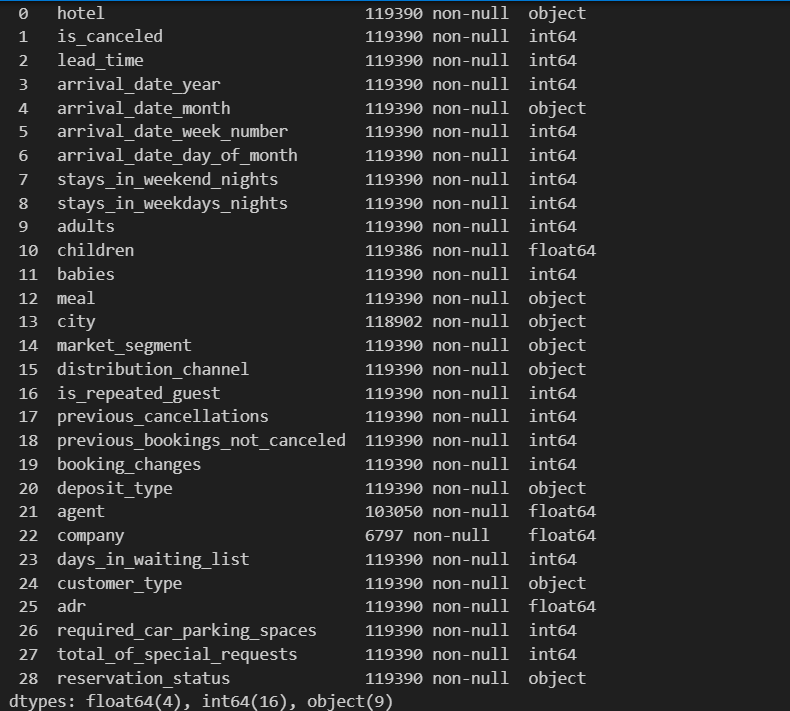 0 hotel 119390 non-null object
1 is_canceled 119390 non-null int64
2 lead_time 119390 non-null int64
3 arrival_date_year 119390 non-null int64
4 arrival_date_month 119390 non-null object
5 arrival_date_week_number 119390 non-null int64
6 arrival_date_day_of_month 119390 non-null int64
7 stays_in_weekend_nights 119390 non-null int64
8 stays_in_weekdays_nights 119390 non-null int64
9 adults 119390 non-null int64
10 children 119386 non-null float64
11 babies 119390 non-null int64
12 meal 119390 non-null object
13 city 118902 non-null object
14 market_segment 119390 non-null object
15 distribution_channel 119390 non-null object
16 is_repeated_guest 119390 non-null int64
17 previous_cancellations 119390 non-null int64
18 previous_bookings_not_canceled 119390 non-null int64
19 booking_changes 119390 non-null int64
20 deposit_type 119390 non-null object
21 agent 103050 non-null float64
22 company 6797 non-null float64
23 days_in_waiting_list 119390 non-null int64
24 customer_type 119390 non-null object
25 adr 119390 non-null float64
26 required_car_parking_spaces 119390 non-null int64
27 total_of_special_requests 119390 non-null int64
28 reservation_status 119390 non-null object
dtypes: float64(4), int64(16), object(9)